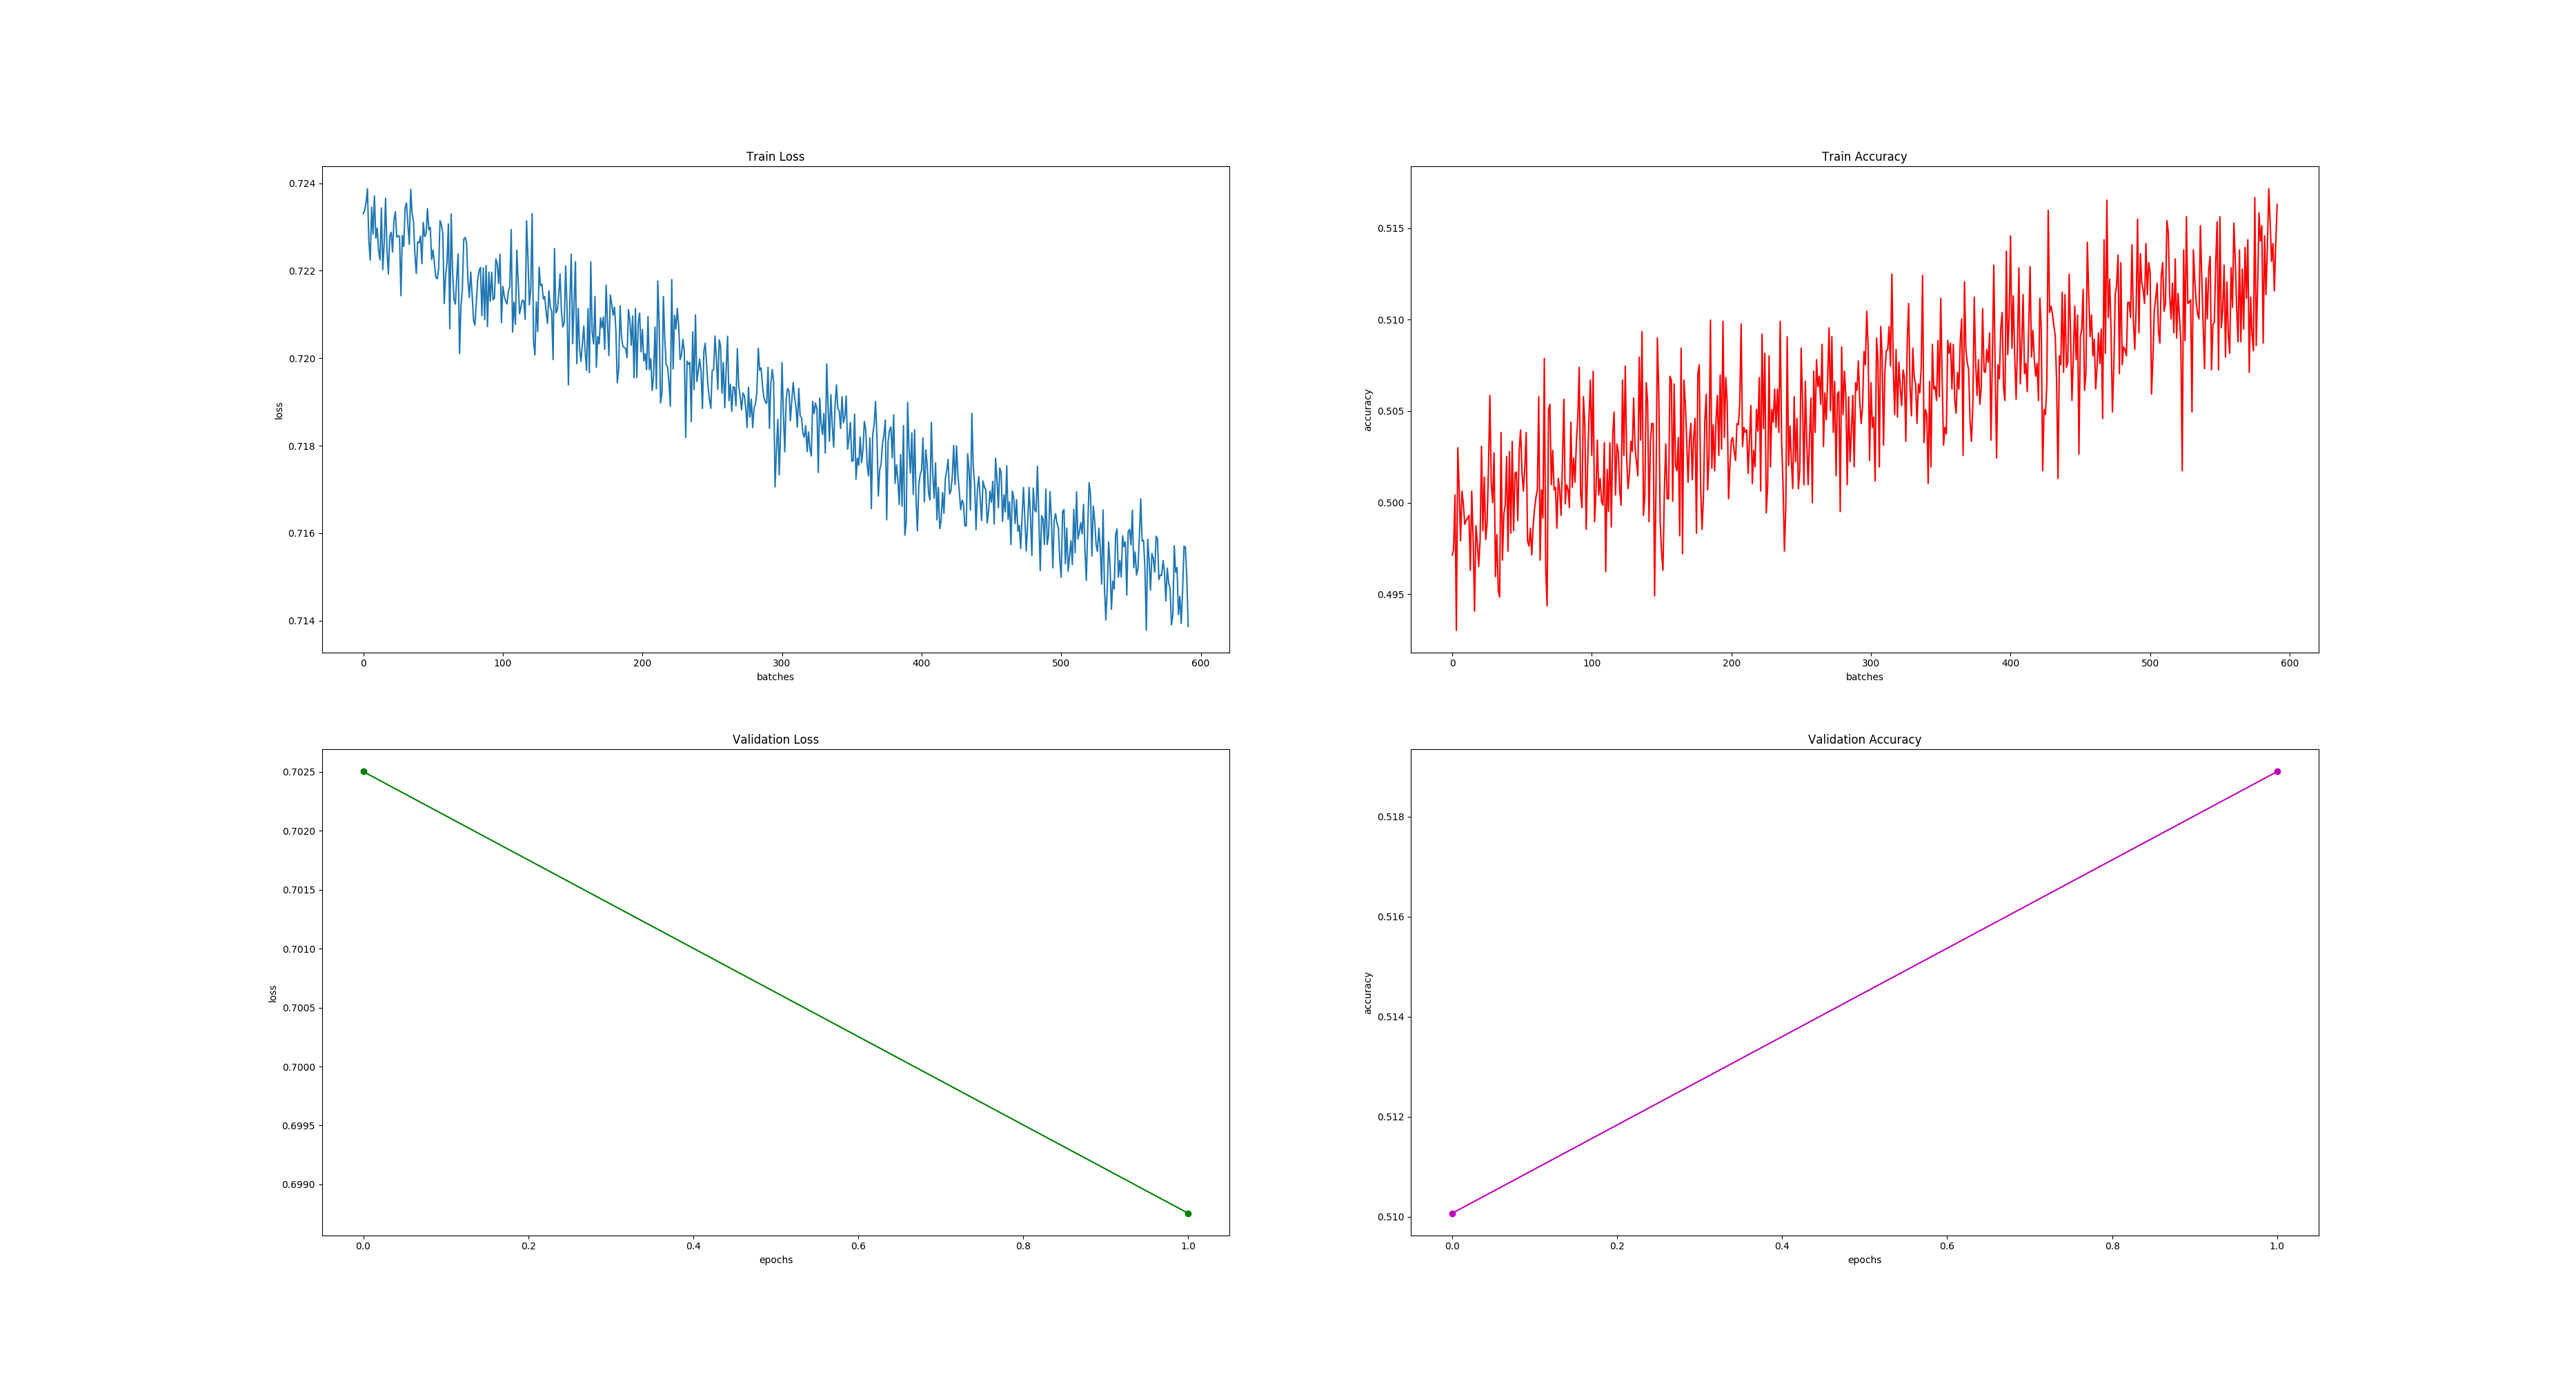 Train Loss
0.724
0.722
0.720
0.718
0.716
0.714
loss
0 100 200 300 400 500 600
batches
Train Accuracy
0.515
0.510
0.505
0.500
0.495
accuracy
0 100 200 300 400 500 600
batches
Validation Loss
0.7025
0.7020
0.7015
0.7010
0.7005
0.7000
0.6995
0.6990
loss
0.0 0.2 0.4 0.6 0.8 1.0
epochs
Validation Accuracy
0.518
0.516
0.514
0.512
0.510
accuracy
0.0 0.2 0.4 0.6 0.8 1.0
epochs